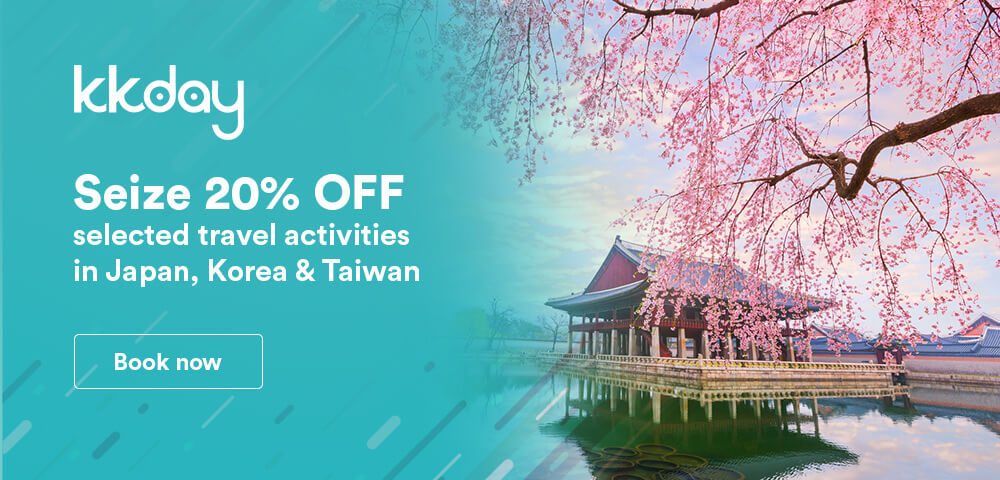 kkday
Seize 20% OFF
selected travel activities
in Japan, Korea & Taiwan
Book now